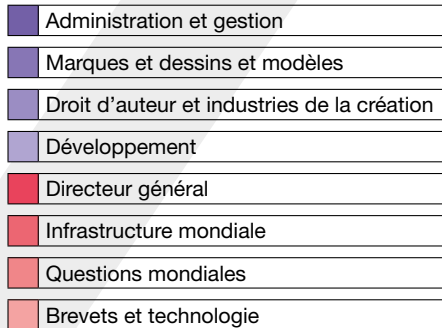 Administration et gestion
Marques et dessins et modèles
Droit d’auteur et industries de la création
Développement
Directeur général
Infrastructure mondiale
Questions mondiales
Brevets et technologie